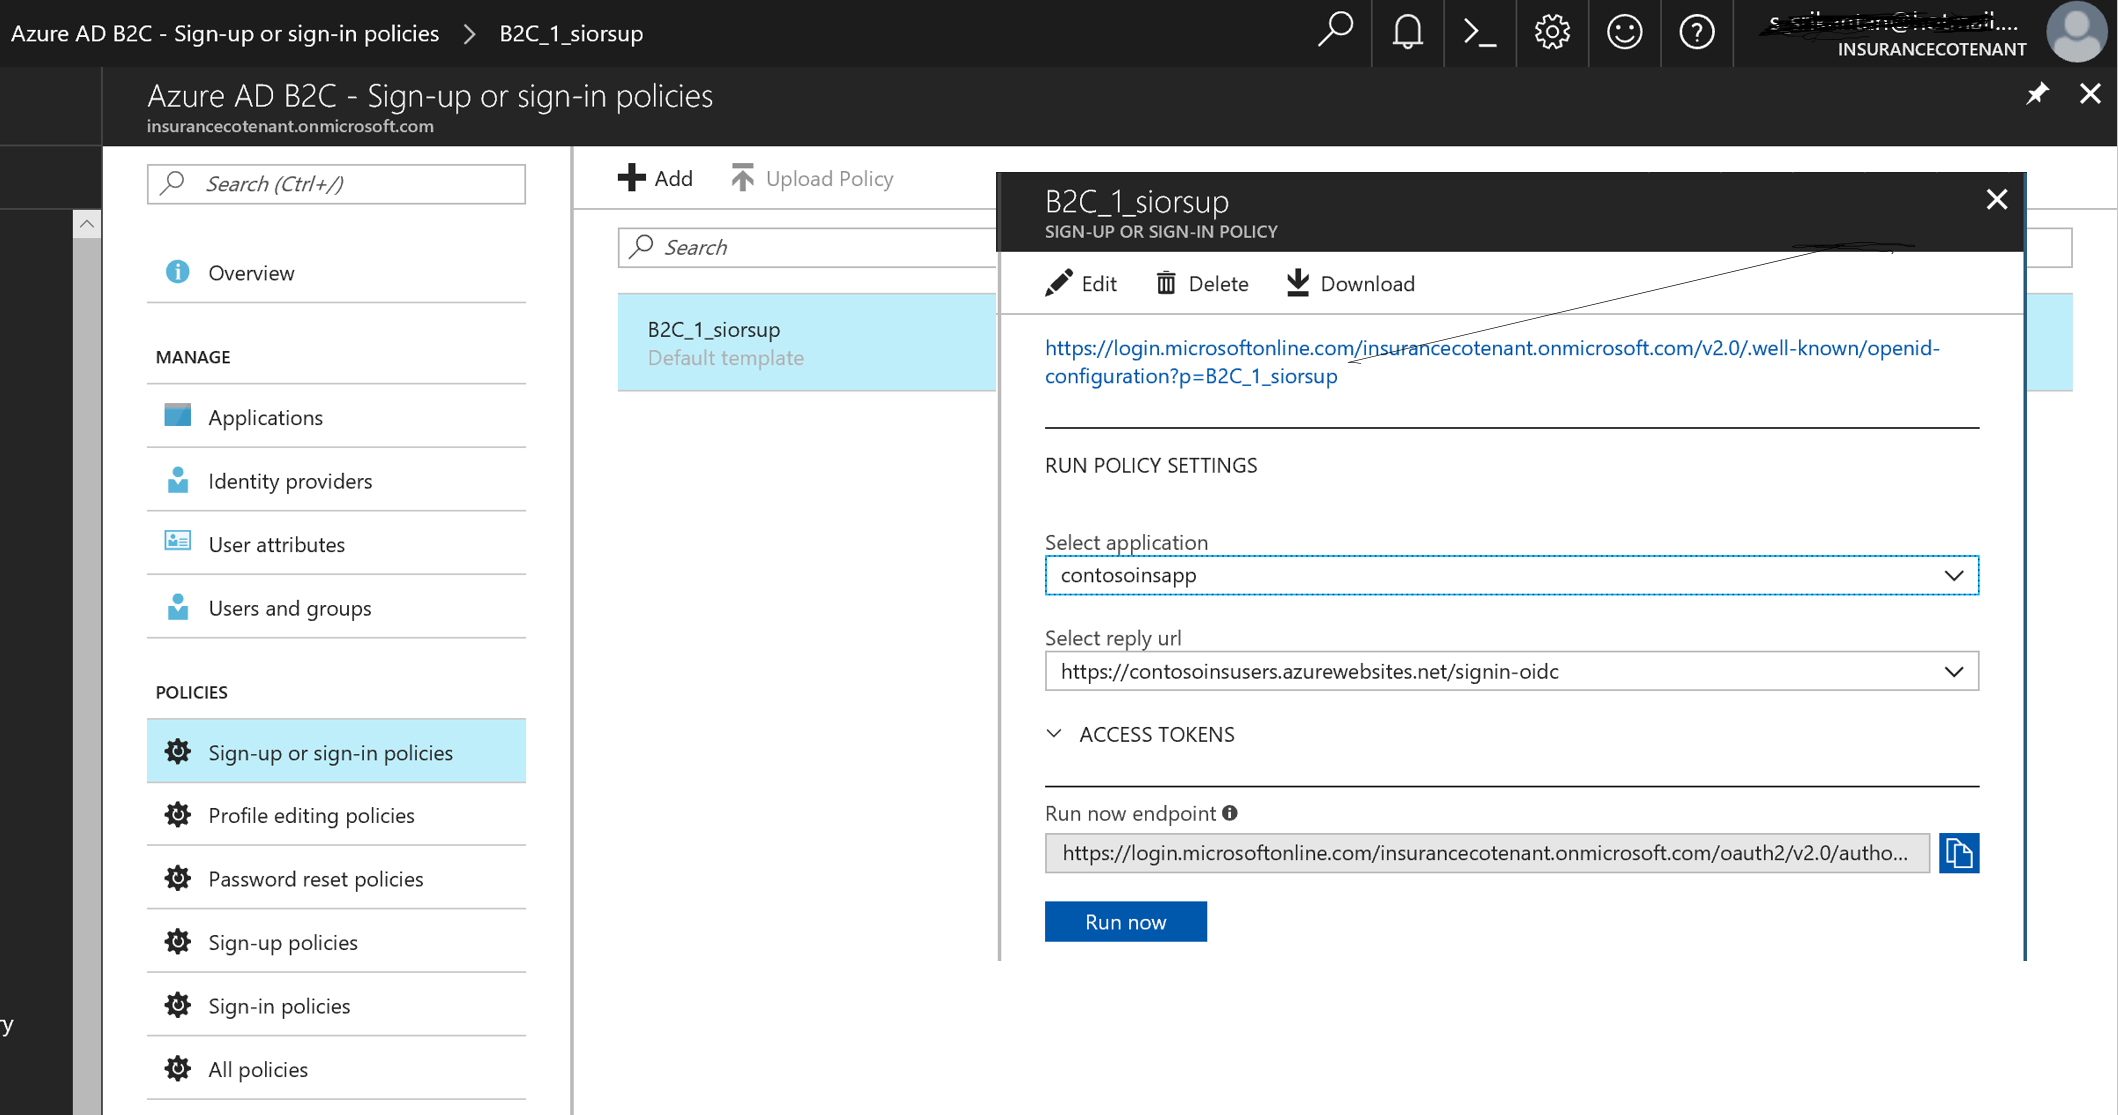 Azure AD B2C - Sign-up or sign-in policies > B2C_1_siorsup
INSURANCECOTENANT
Azure AD B2C - Sign-up or sign-in policies
insurancecotenant.onmicrosoft.com
Search (Ctrl+/)
Overview
MANAGE
Applications
Identity providers
User attributes
Users and groups
POLICIES
Sign-up or sign-in policies
Profile editing policies
Password reset policies
Sign-up policies
Sign-in policies
All policies
ry
Add
Upload Policy
Search
B2C_1_siorsup
Default template
B2C_1_siorsup
SIGN-UP OR SIGN-IN POLICY
Edit
Delete
Download
https://login.microsoftonline.com/insurancecotenant.onmicrosoft.com/v2.0/.well-known/openid-
configuration?p=B2C_1_siorsup
RUN POLICY SETTINGS
Select application
contosoinsapp
Select reply url
https://contosoinsusers.azurewebsites.net/signin-oidc
ACCESS TOKENS
Run now endpoint
https://login.microsoftonline.com/insurancecotenant.onmicrosoft.com/oauth2/v2.0/autho...
Run now